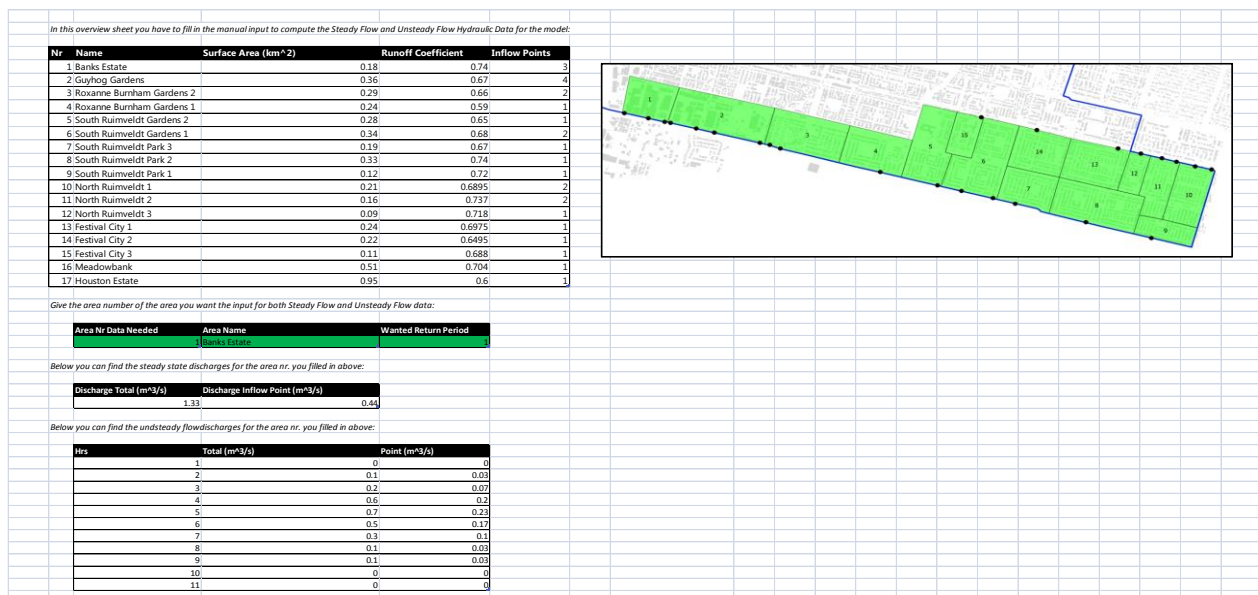 In this overview sheet you have to fill in the manual input to compute the Steady Flow and Unsteady Flow Hydraulic Data for the model:
Nr Name Surface Area (km^2) Runoff Coefficient Inflow Points
1 Banks Estate 0.18 0.74 3
2 Guyhog Gardens 0.36 0.67 4
3 Roxanne Burnham Gardens 2 0.29 0.66 2
4 Roxanne Burnham Gardens 1 0.24 0.59 1
5 South Ruimveldt Gardens 2 0.28 0.65 1
6 South Ruimveldt Gardens 1 0.34 0.68 2
7 South Ruimveldt Park 3 0.19 0.67 1
8 South Ruimveldt Park 2 0.33 0.74 1
9 South Ruimveldt Park 1 0.12 0.72 1
10 North Ruimveldt 1 0.21 0.6895 2
11 North Ruimveldt 2 0.16 0.737 2
12 North Ruimveldt 3 0.09 0.718 1
13 Festival City 1 0.24 0.6975 1
14 Festival City 2 0.22 0.6495 1
15 Festival City 3 0.11 0.688 1
16 Meadowbank 0.51 0.704 1
17 Houston Estate 0.95 0.6 1
1
2
3
4
5
15
6
14
7
13
8
12
11
10
9
Give the area number of the area you want the input for both Steady Flow and Unsteady Flow data:
Area Nr Data Needed Area Name Wanted Return Period
1 Banks Estate 1
Below you can find the steady state discharges for the area nr. you filled in above:
Discharge Total (m^3/s) Discharge Inflow Point (m^3/s)
1.33 0.44
Below you can find the undsteady flowdischarges for the area nr. you filled in above:
Hrs Total (m^3/s) Point (m^3/s)
1 0 0
2 0.1 0.03
3 0.2 0.07
4 0.6 0.2
5 0.7 0.23
6 0.5 0.17
7 0.3 0.1
8 0.1 0.03
9 0.1 0.03
10 0 0
11 0 0